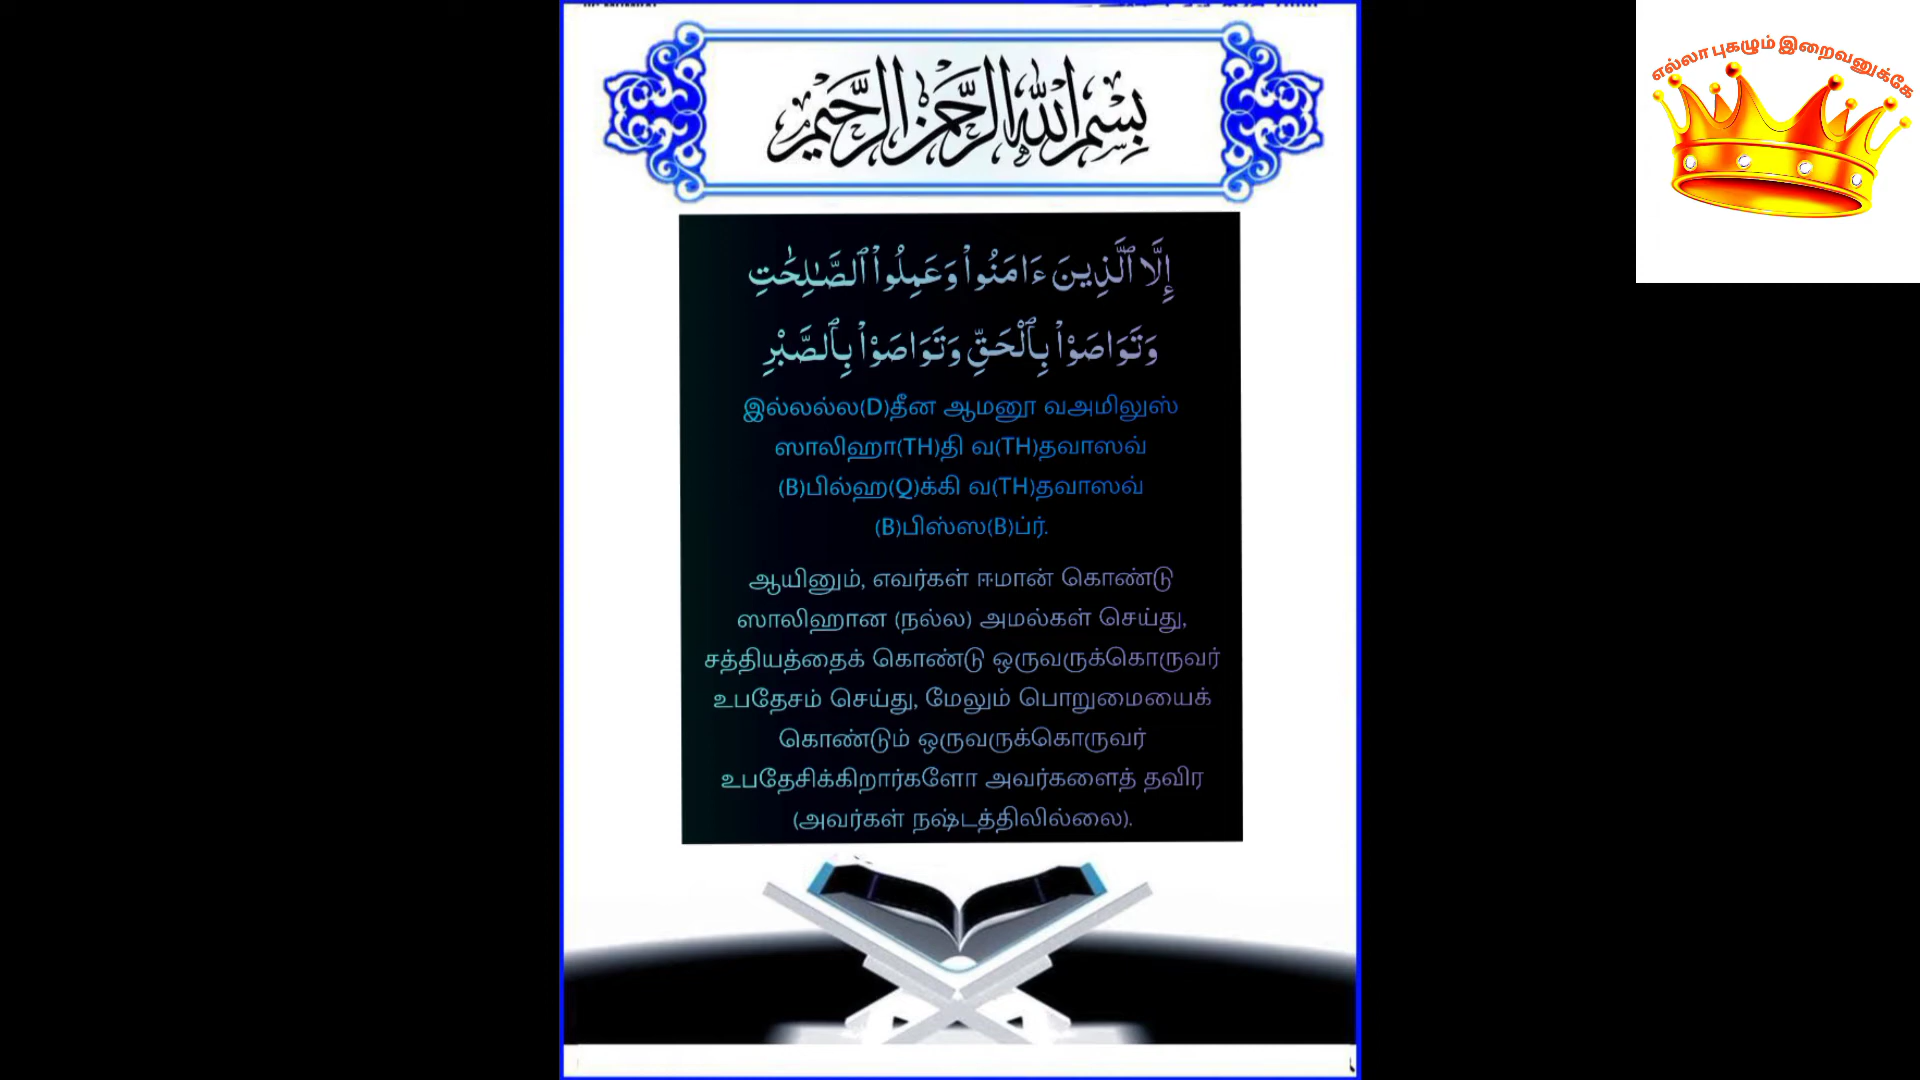 بِسْمِ اللهِ الرَّحْمٰنِ الرَّحِيْمِ
எல்லா புகழும் இறைவனுக்கே
إِلَّا ٱلَّذِينَ ءَامَنُوا۟ وَعَمِلُوا۟ ٱلصَّـٰلِحَـٰتِ
وَتَوَاصَوْا۟ بِٱلْحَقِّ وَتَوَاصَوْا۟ بِٱلصَّبْرِ
இல்லல்ல(D)தீன ஆமனூ வஅமிலுஸ்
ஸாலிஹா(TH)தி வ(TH)தவாஸவ்
(B)பில்ஹ(Q)க்கி வ(TH)தவாஸவ்
(B)பிஸ்ஸ(B)ப்ர்.
ஆயினும், எவர்கள் ஈமான் கொண்டு
ஸாலிஹான (நல்ல) அமல்கள் செய்து,
சத்தியத்தைக் கொண்டு ஒருவருக்கொருவர்
உபதேசம் செய்து, மேலும் பொறுமையைக்
கொண்டும் ஒருவருக்கொருவர்
உபதேசிக்கிறார்களோ அவர்களைத் தவிர
(அவர்கள் நஷ்டத்திலில்லை).